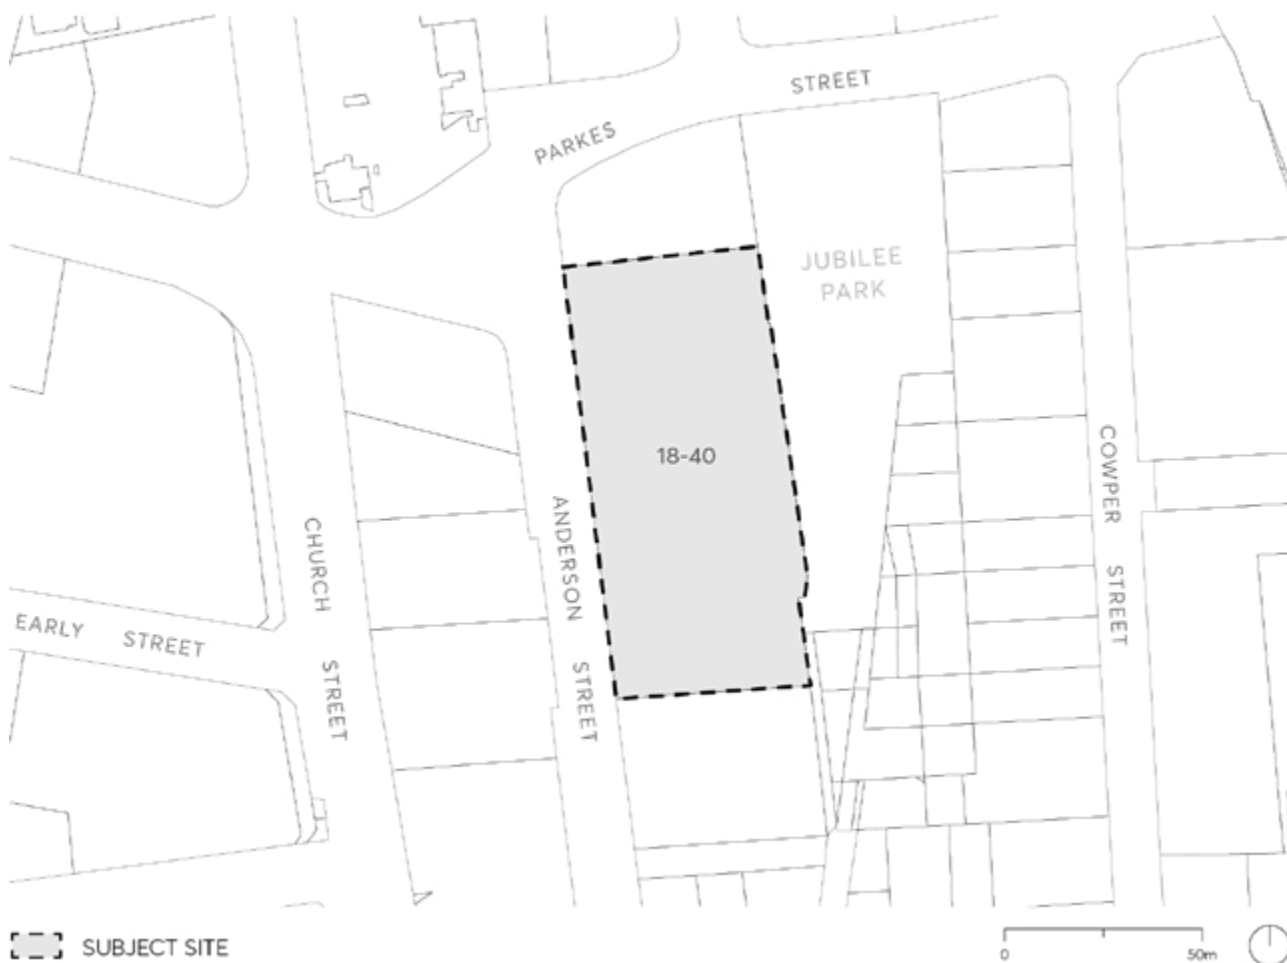 STREET
PARKES
JUBILEE
PARK
18-40
COWPER
STREET
ANDERSON
STREET
CHURCH
STREET
EARLY STREET
SUBJECT SITE
0 50m